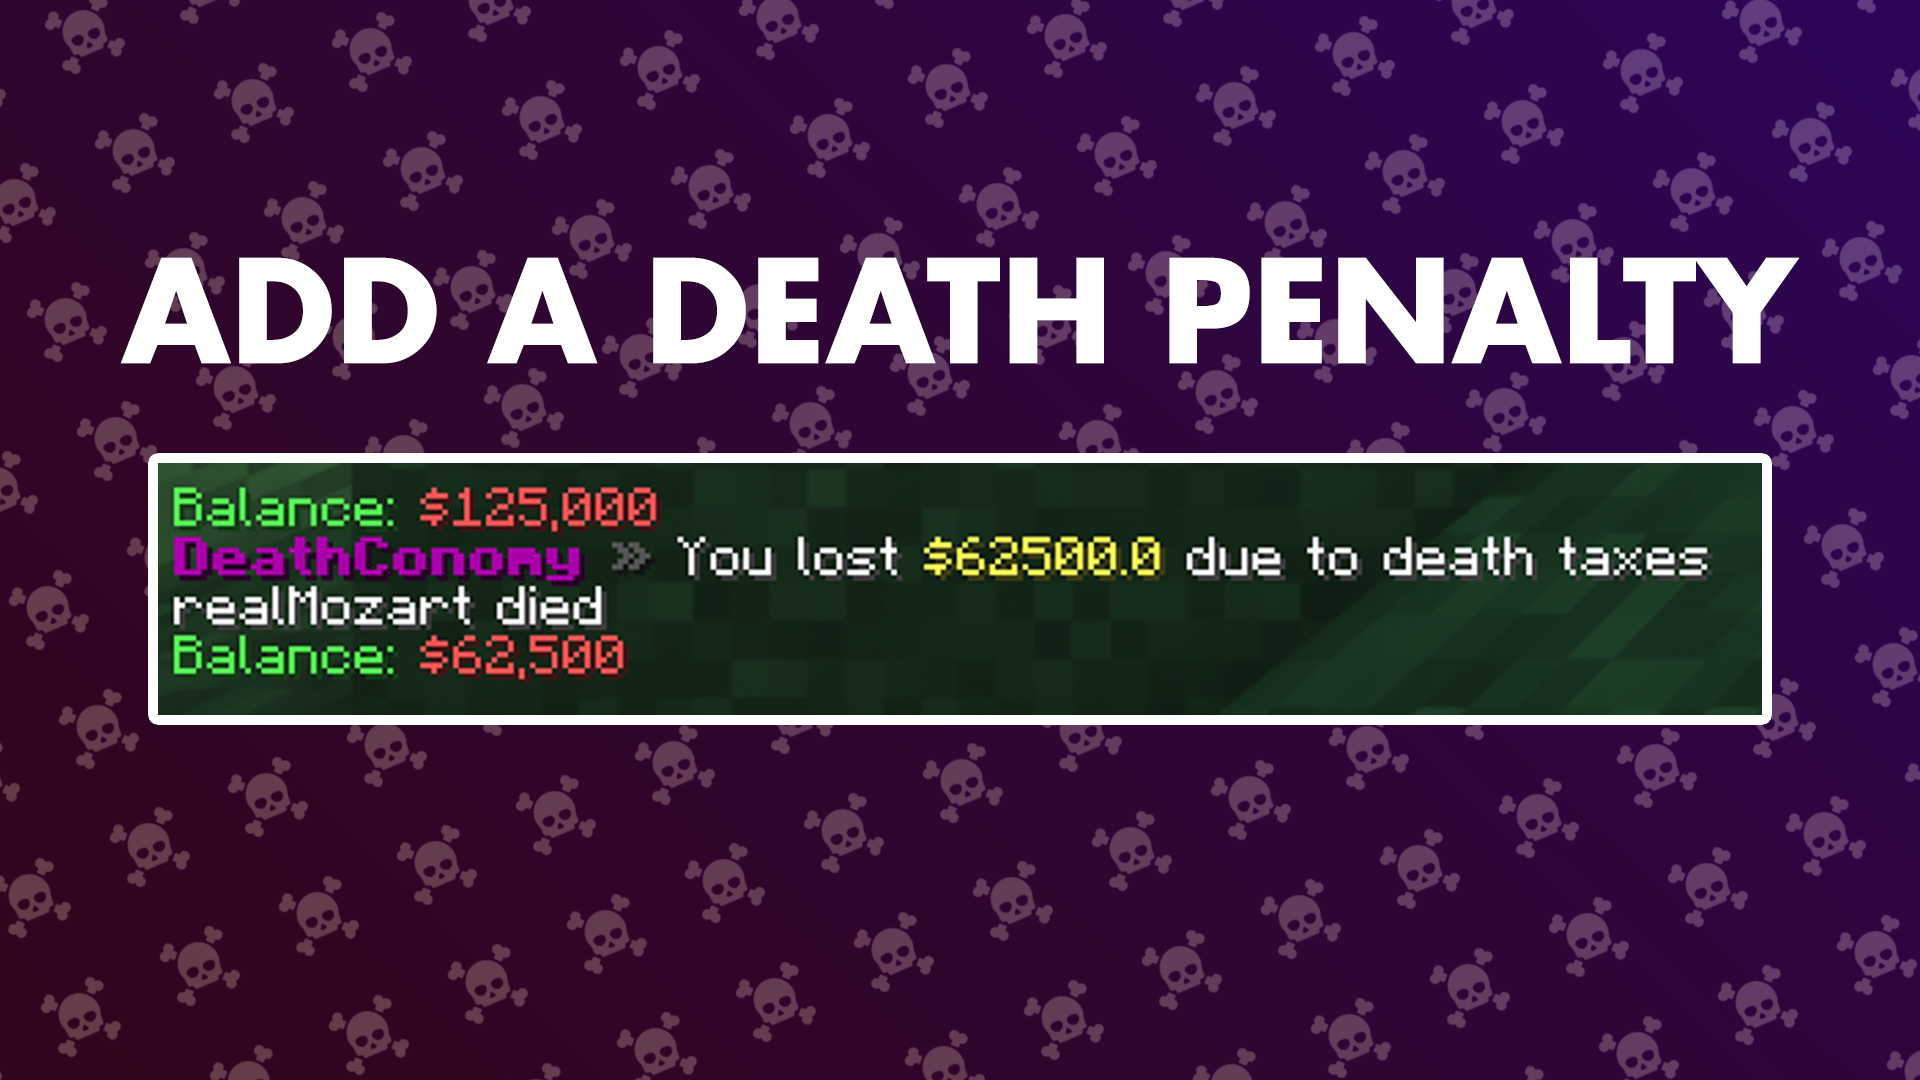 ADD A DEATH PENALTY
Balance: $125,000
DeathConomy » You lost $62500.0 due to death taxes
realMozart died
Balance: $62,500